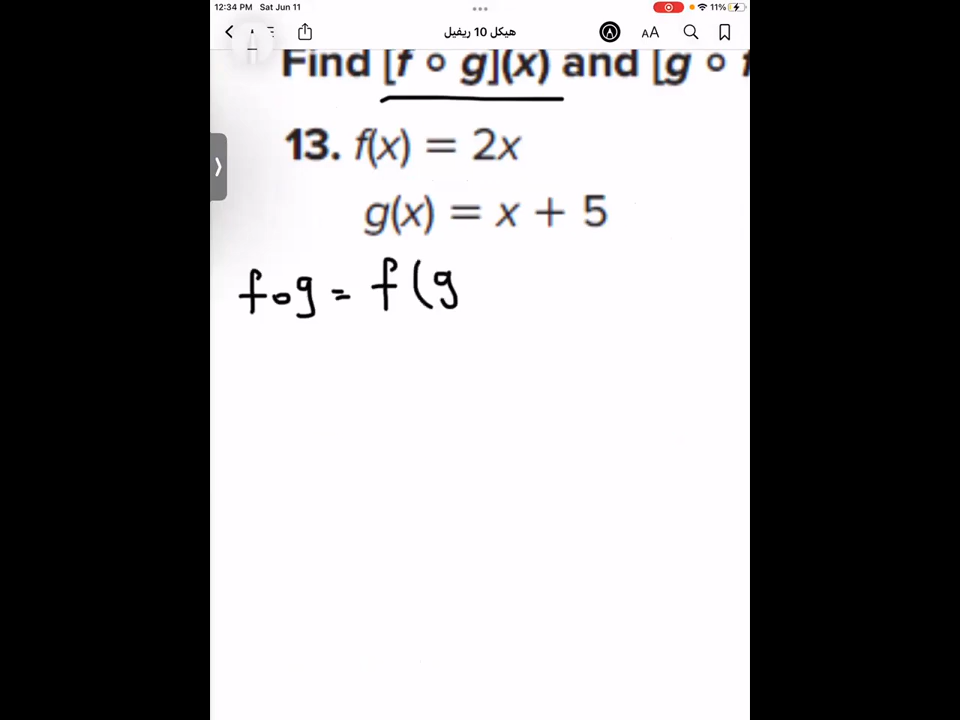 12:34 PM Sat Jun 11 11%
هيكل 10 ريفيل AA
Find [f ∘ g](x) and [g ∘ f
13. f(x) = 2x
g(x) = x + 5
f∘g = f(g